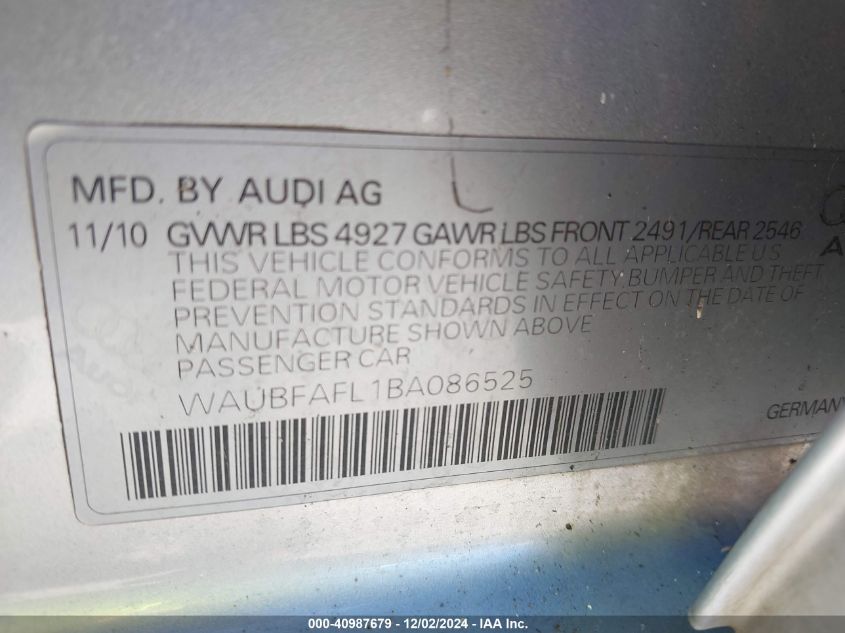 MFD. BY AUDI AG
11/10 GVWR LBS 4927 GAWR LBS FRONT 2491/REAR 2546
THIS VEHICLE CONFORMS TO ALL APPLICABLE US
FEDERAL MOTOR VEHICLE SAFETY, BUMPER AND THEFT
PREVENTION STANDARDS IN EFFECT ON THE DATE OF
MANUFACTURE SHOWN ABOVE
PASSENGER CAR
WAUBFAFL1BA086525
GERMANY
000-40987679 - 12/02/2024 - IAA Inc.